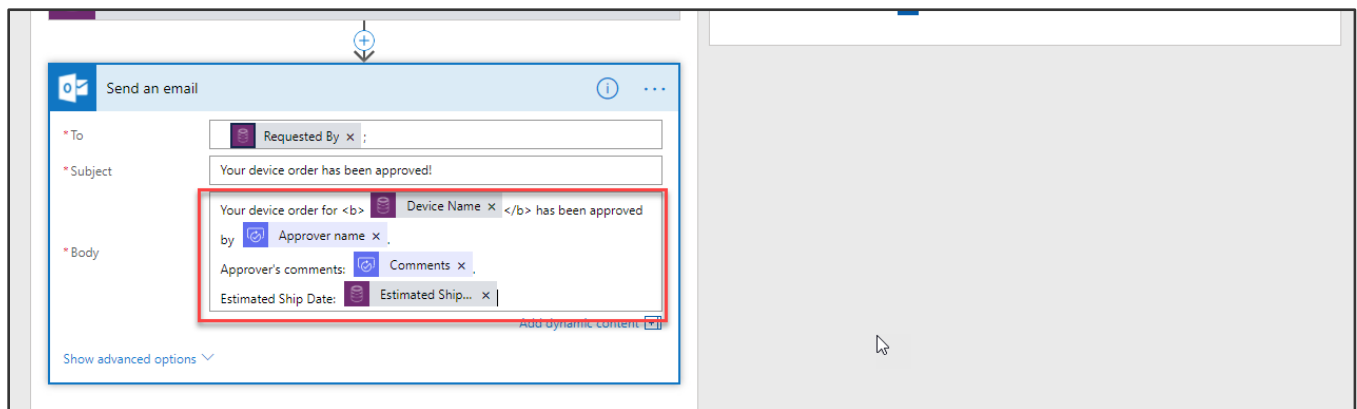 Send an email
* To
Requested By × ;
* Subject
Your device order has been approved!
* Body
Your device order for <b> Device Name × </b> has been approved
by Approver name × .
Approver's comments: Comments × .
Estimated Ship Date: Estimated Ship... ×
Add dynamic content
Show advanced options